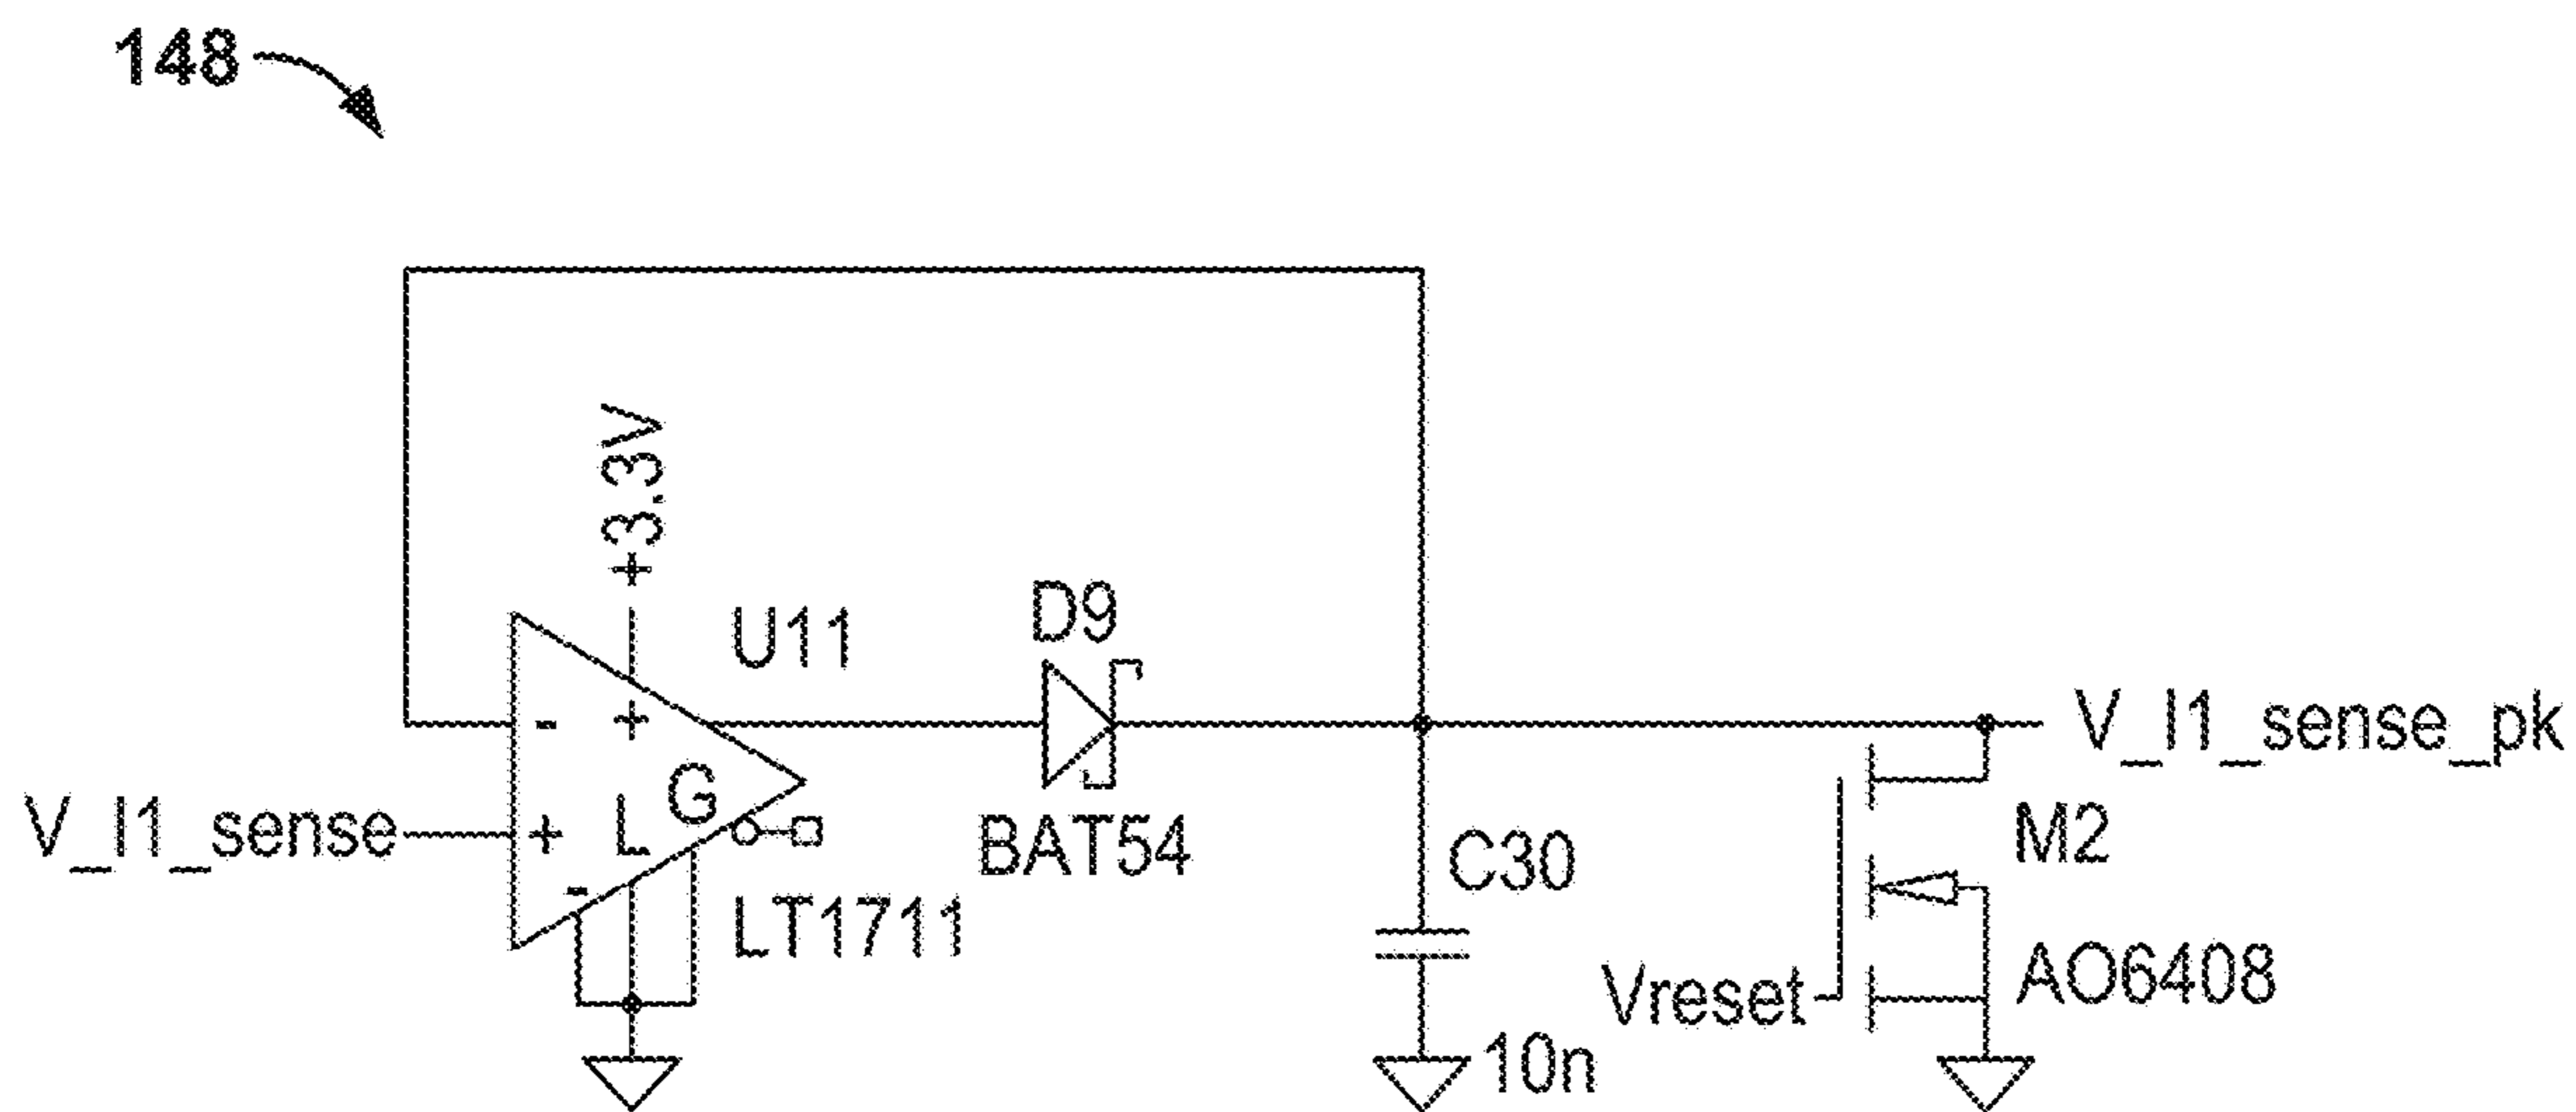 148
+3.3V
U11
D9
- +
V_I1_sense
+ L G
-
V_I1_sense_pk
BAT54
M2
C30
LT1711
Vreset
AO6408
10n